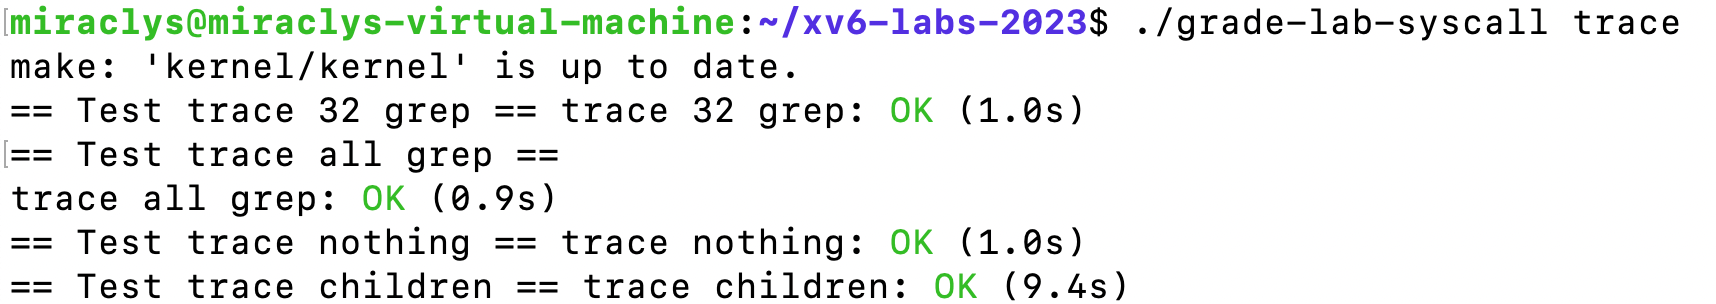 miraclys@miraclys-virtual-machine:~/xv6-labs-2023$ ./grade-lab-syscall trace
make: 'kernel/kernel' is up to date.
== Test trace 32 grep == trace 32 grep: OK (1.0s)
== Test trace all grep ==
trace all grep: OK (0.9s)
== Test trace nothing == trace nothing: OK (1.0s)
== Test trace children == trace children: OK (9.4s)